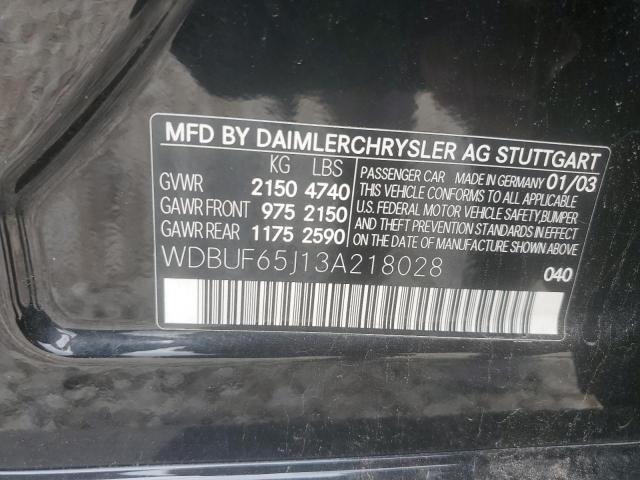 MFD BY DAIMLERCHRYSLER AG STUTTGART
KG LBS
GVWR 2150 4740
GAWR FRONT 975 2150
GAWR REAR 1175 2590
PASSENGER CAR MADE IN GERMANY 01/03
THIS VEHICLE CONFORMS TO ALL APPLICABLE
U.S. FEDERAL MOTOR VEHICLE SAFETY, BUMPER
AND THEFT PREVENTION STANDARDS IN EFFECT
ON THE DATE OF MANUFACTURE SHOWN ABOVE
WDBUF65J13A218028
040